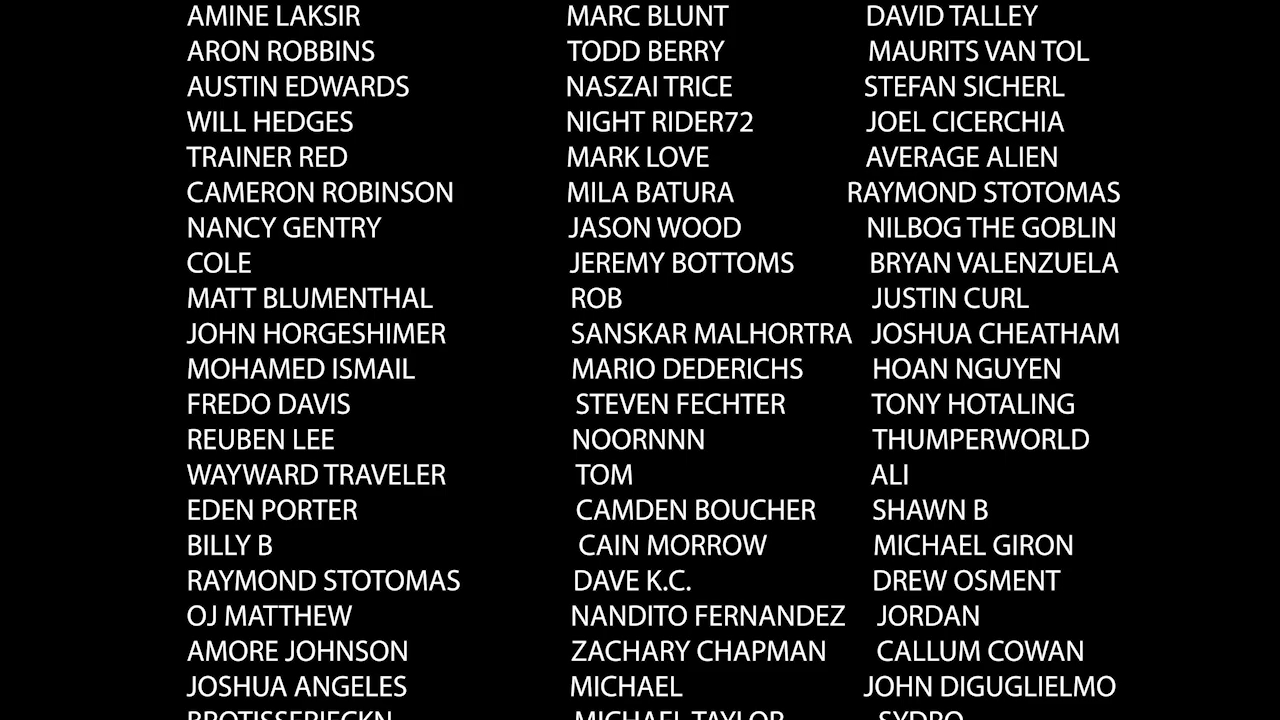 AMINE LAKSIR MARC BLUNT DAVID TALLEY
ARON ROBBINS TODD BERRY MAURITS VAN TOL
AUSTIN EDWARDS NASZAI TRICE STEFAN SICHERL
WILL HEDGES NIGHT RIDER72 JOEL CICERCHIA
TRAINER RED MARK LOVE AVERAGE ALIEN
CAMERON ROBINSON MILA BATURA RAYMOND STOTOMAS
NANCY GENTRY JASON WOOD NILBOG THE GOBLIN
COLE JEREMY BOTTOMS BRYAN VALENZUELA
MATT BLUMENTHAL ROB JUSTIN CURL
JOHN HORGESHIMER SANSKAR MALHORTRA JOSHUA CHEATHAM
MOHAMED ISMAIL MARIO DEDERICHS HOAN NGUYEN
FREDO DAVIS STEVEN FECHTER TONY HOTALING
REUBEN LEE NOORNNN THUMPERWORLD
WAYWARD TRAVELER TOM ALI
EDEN PORTER CAMDEN BOUCHER SHAWN B
BILLY B CAIN MORROW MICHAEL GIRON
RAYMOND STOTOMAS DAVE K.C. DREW OSMENT
OJ MATTHEW NANDITO FERNANDEZ JORDAN
AMORE JOHNSON ZACHARY CHAPMAN CALLUM COWAN
JOSHUA ANGELES MICHAEL JOHN DIGUGLIELMO
MICHAEL TAYLOR